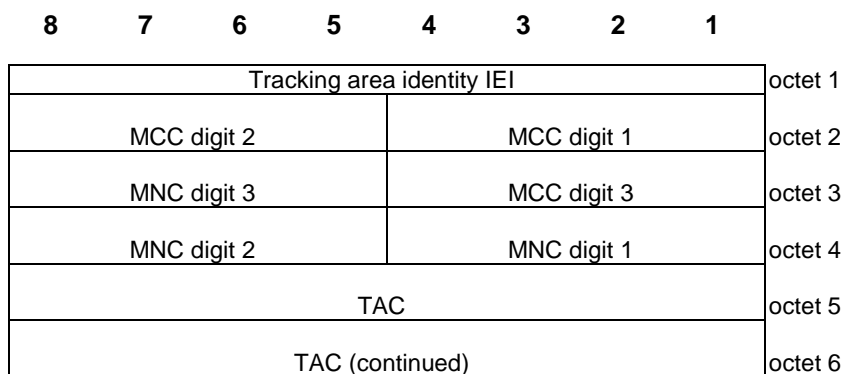 8 7 6 5 4 3 2 1
Tracking area identity IEI octet 1
MCC digit 2 MCC digit 1 octet 2
MNC digit 3 MCC digit 3 octet 3
MNC digit 2 MNC digit 1 octet 4
TAC octet 5
TAC (continued) octet 6